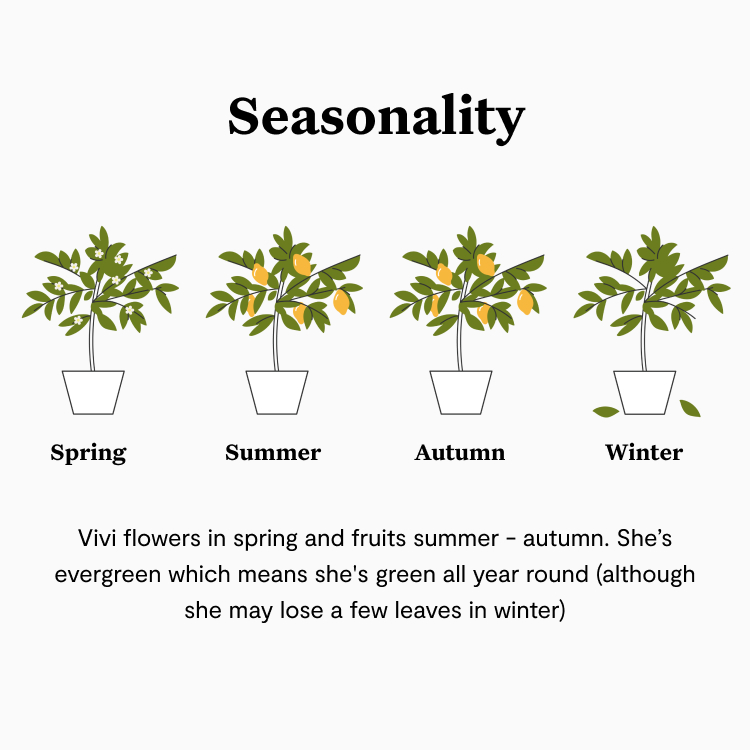 Seasonality
Spring
Summer
Autumn
Winter
Vivi flowers in spring and fruits summer - autumn. She’s
evergreen which means she's green all year round (although
she may lose a few leaves in winter)